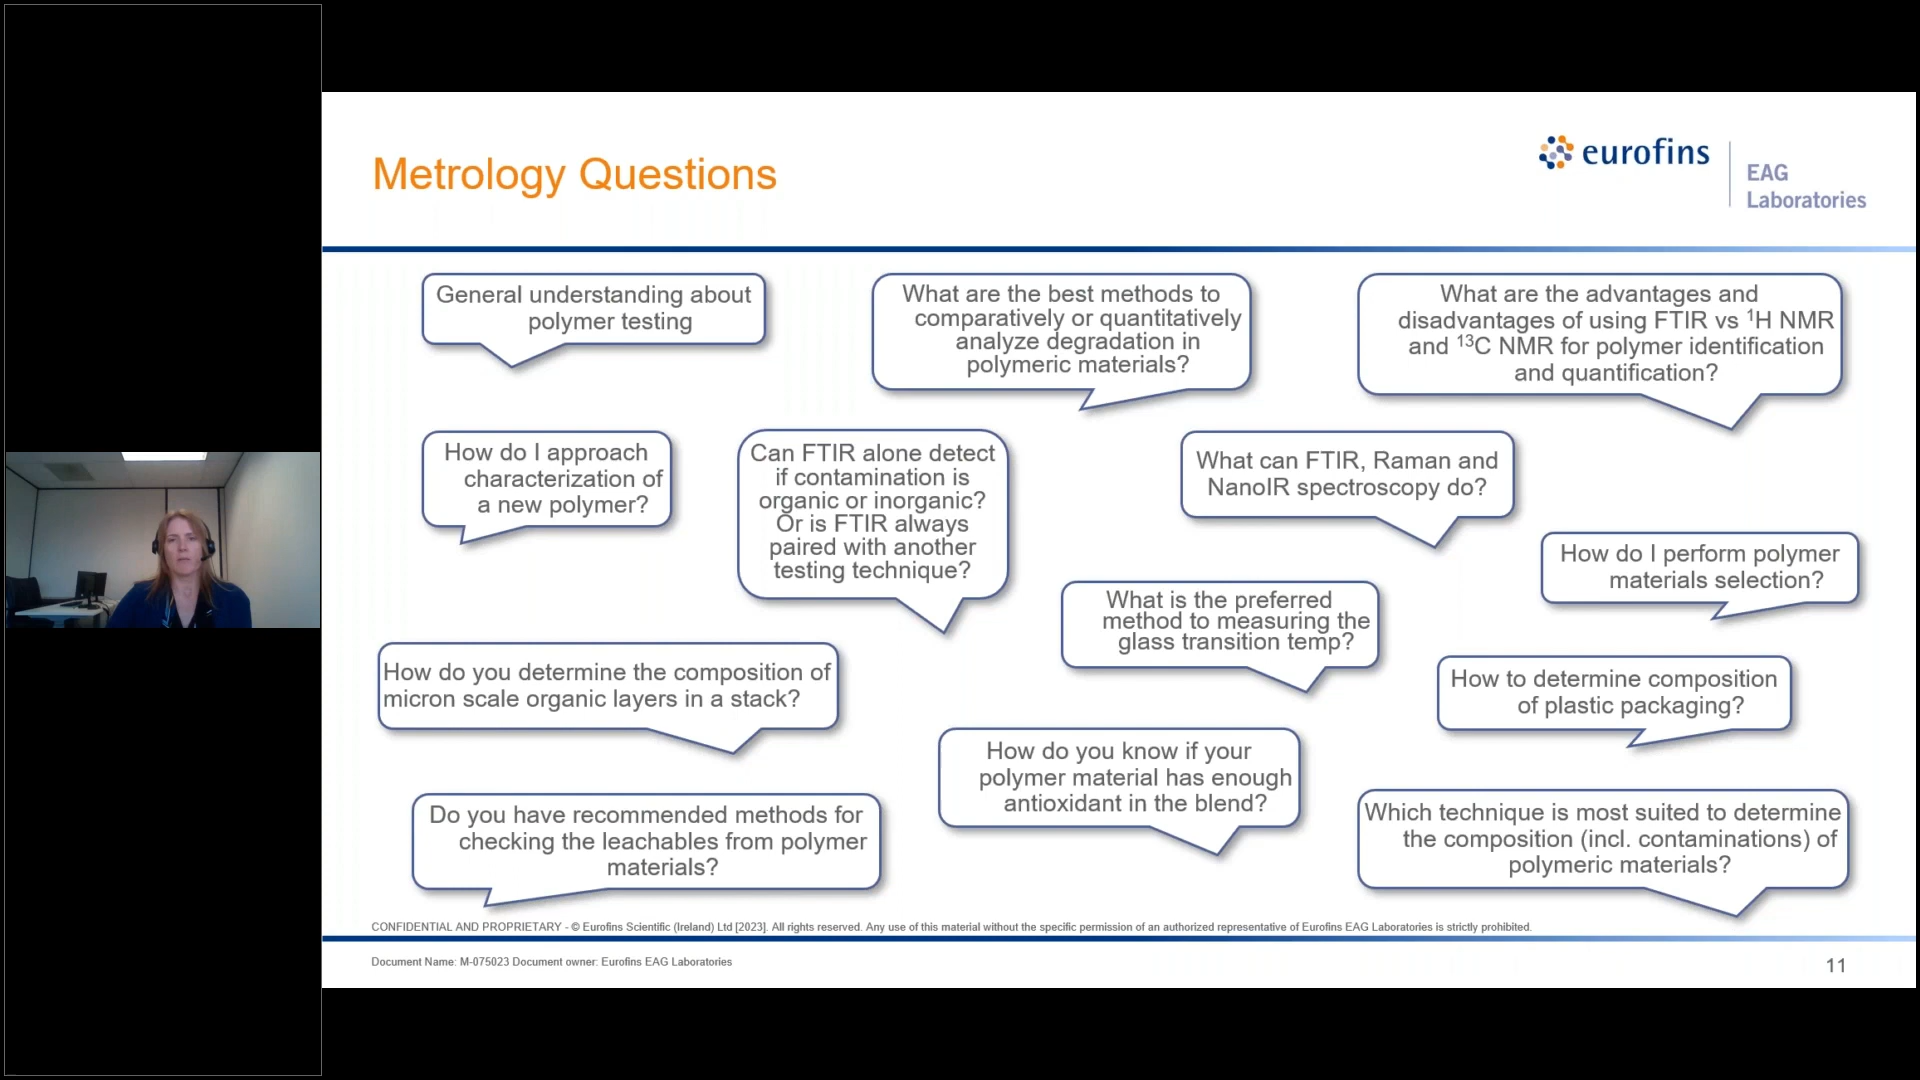 Metrology Questions
eurofins
EAG
Laboratories
General understanding about
polymer testing
What are the best methods to
comparatively or quantitatively
analyze degradation in
polymeric materials?
What are the advantages and
disadvantages of using FTIR vs ¹H NMR
and ¹³C NMR for polymer identification
and quantification?
How do I approach
characterization of
a new polymer?
Can FTIR alone detect
if contamination is
organic or inorganic?
Or is FTIR always
paired with another
testing technique?
What can FTIR, Raman and
NanoIR spectroscopy do?
How do I perform polymer
materials selection?
What is the preferred
method to measuring the
glass transition temp?
How do you determine the composition of
micron scale organic layers in a stack?
How to determine composition
of plastic packaging?
How do you know if your
polymer material has enough
antioxidant in the blend?
Do you have recommended methods for
checking the leachables from polymer
materials?
Which technique is most suited to determine
the composition (incl. contaminations) of
polymeric materials?
CONFIDENTIAL AND PROPRIETARY - © Eurofins Scientific (Ireland) Ltd [2023]. All rights reserved. Any use of this material without the specific permission of an authorized representative of Eurofins EAG Laboratories is strictly prohibited.
Document Name: M-075023 Document owner: Eurofins EAG Laboratories
11